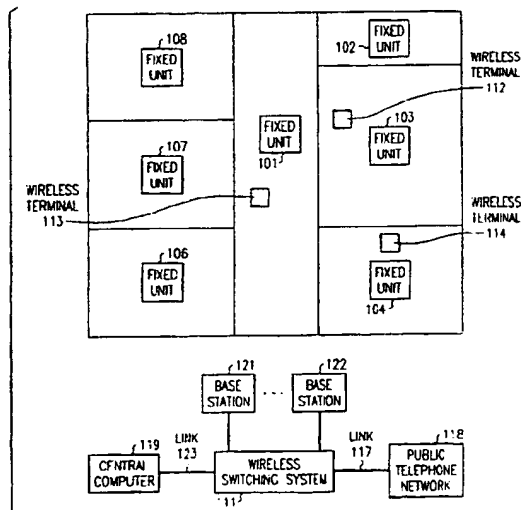 108
FIXED
UNIT
102
FIXED
UNIT
WIRELESS
TERMINAL
112
FIXED
UNIT
101
103
FIXED
UNIT
107
FIXED
UNIT
WIRELESS
TERMINAL
113
WIRELESS
TERMINAL
114
106
FIXED
UNIT
FIXED
UNIT
104
121
BASE
STATION
...
122
BASE
STATION
119
CENTRAL
COMPUTER
LINK
123
WIRELESS
SWITCHING SYSTEM
111
LINK
117
118
PUBLIC
TELEPHONE
NETWORK